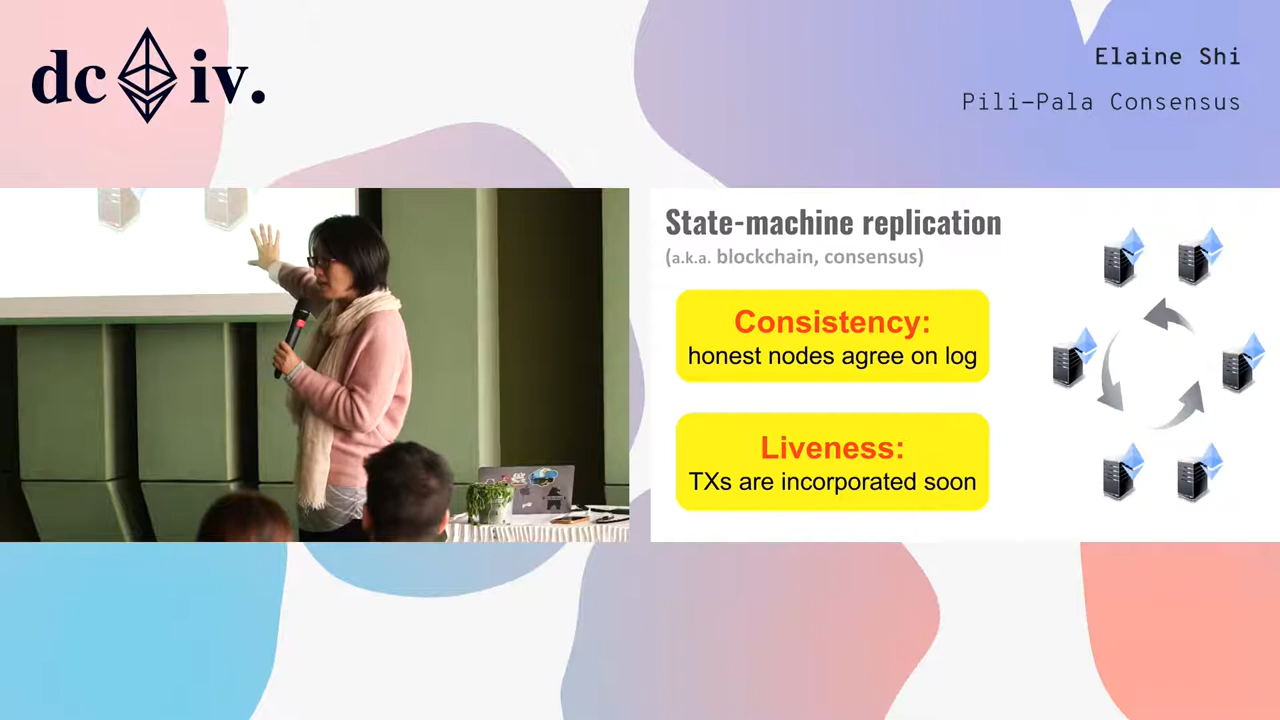 dc iv.
Elaine Shi
Pili-Pala Consensus
State-machine replication
(a.k.a. blockchain, consensus)
Consistency:
honest nodes agree on log
Liveness:
TXs are incorporated soon